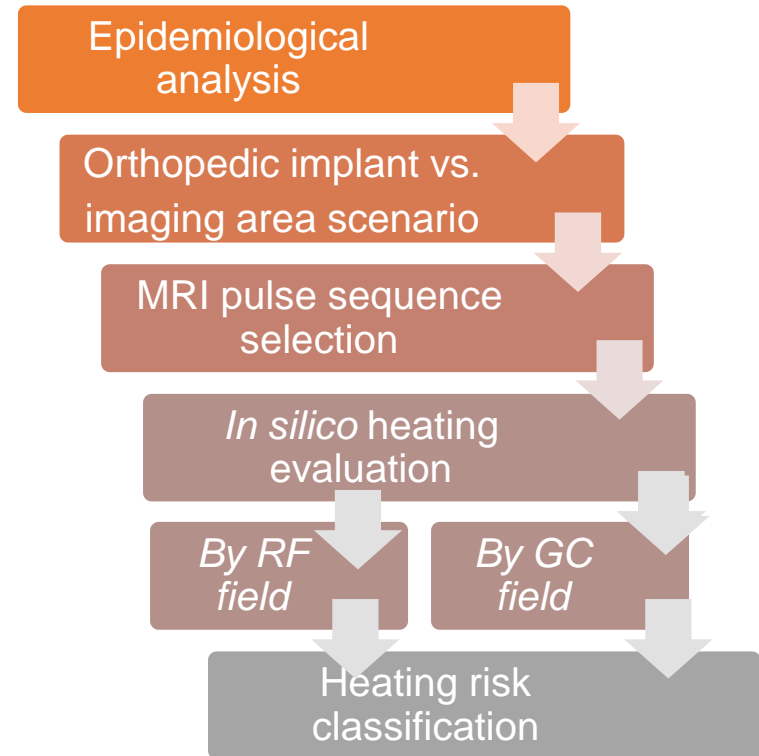 Epidemiological
analysis
Orthopedic implant vs.
imaging area scenario
MRI pulse sequence
selection
In silico heating
evaluation
By RF
field
By GC
field
Heating risk
classification